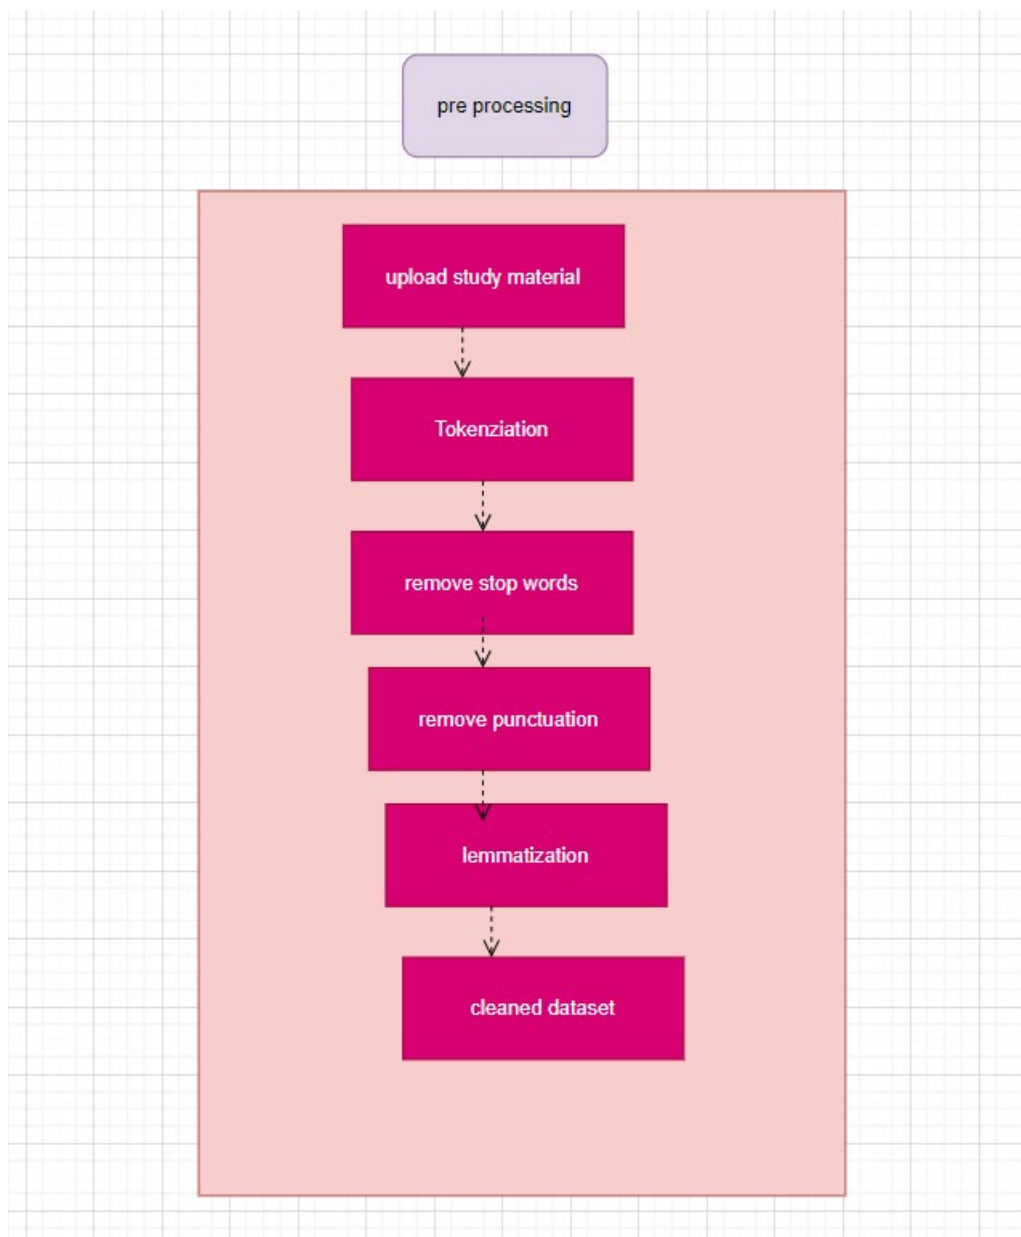 pre processing
upload study material
Tokenziation
remove stop words
remove punctuation
lemmatization
cleaned dataset